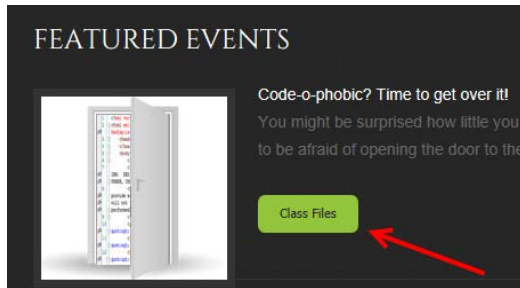 FEATURED EVENTS
Code-o-phobic? Time to get over it!
You might be surprised how little you
to be afraid of opening the door to the
Class Files